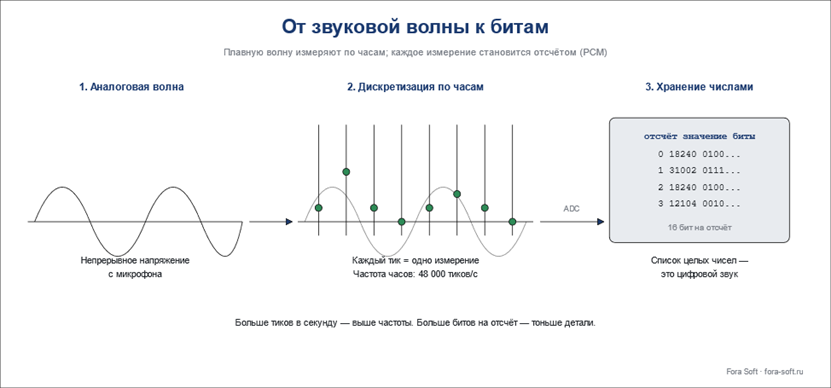 От звуковой волны к битам
Плавную волну измеряют по часам; каждое измерение становится отсчётом (PCM)
1. Аналоговая волна
2. Дискретизация по часам
3. Хранение числами
отсчёт значение биты
0 18240 0100...
1 31002 0111...
2 18240 0100...
3 12104 0010...
16 бит на отсчёт
ADC
Непрерывное напряжение
с микрофона
Каждый тик = одно измерение
Частота часов: 48 000 тиков/с
Список целых чисел —
это цифровой звук
Больше тиков в секунду — выше частоты. Больше битов на отсчёт — тоньше детали.
Fora Soft · fora-soft.ru